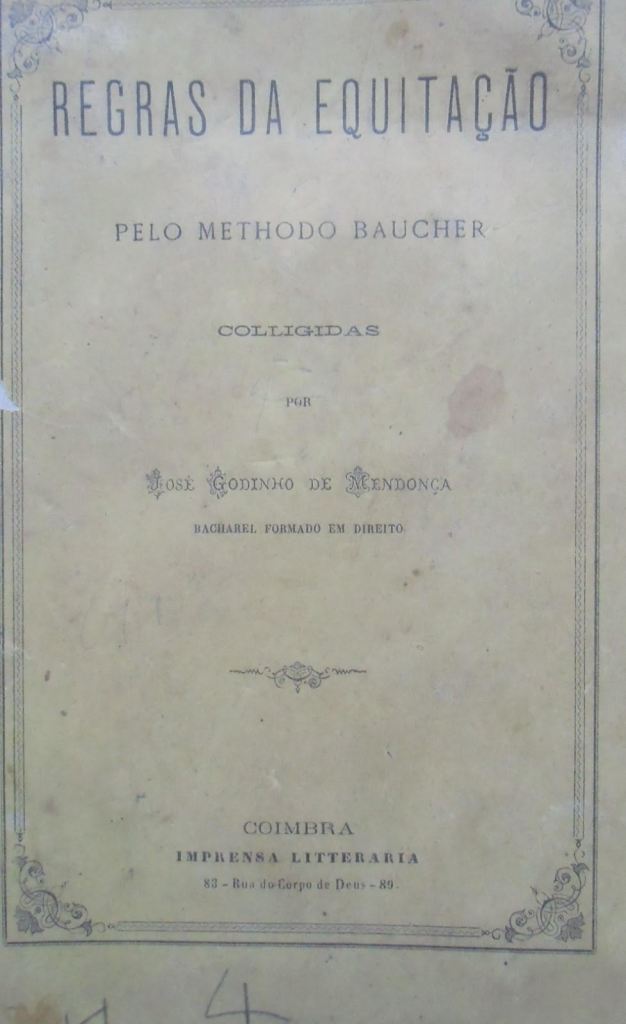 REGRAS DA EQUITAÇÃO
PELO METHODO BAUCHER
COLLIGIDAS
POR
JOSÉ GODINHO DE MENDONÇA
BACHAREL FORMADO EM DIREITO
COIMBRA
IMPRENSA LITTERARIA
83 – Rua do Corpo de Deus – 89.
4